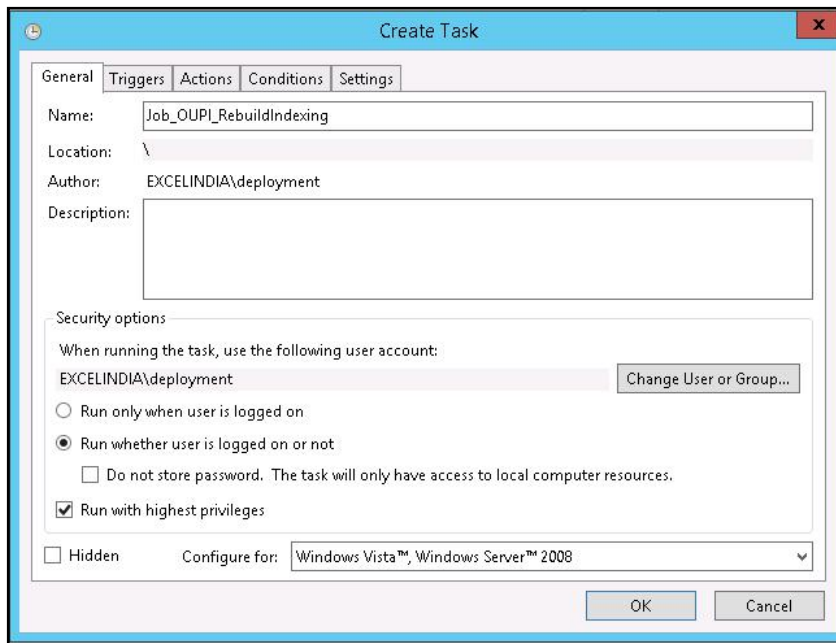 Create Task
x
General Triggers Actions Conditions Settings
Name: Job_OUPI_RebuildIndexing
Location: \
Author: EXCELINDIA\deployment
Description:
Security options
When running the task, use the following user account:
EXCELINDIA\deployment Change User or Group...
Run only when user is logged on
Run whether user is logged on or not
Do not store password. The task will only have access to local computer resources.
Run with highest privileges
Hidden Configure for: Windows Vista™, Windows Server™ 2008
OK Cancel